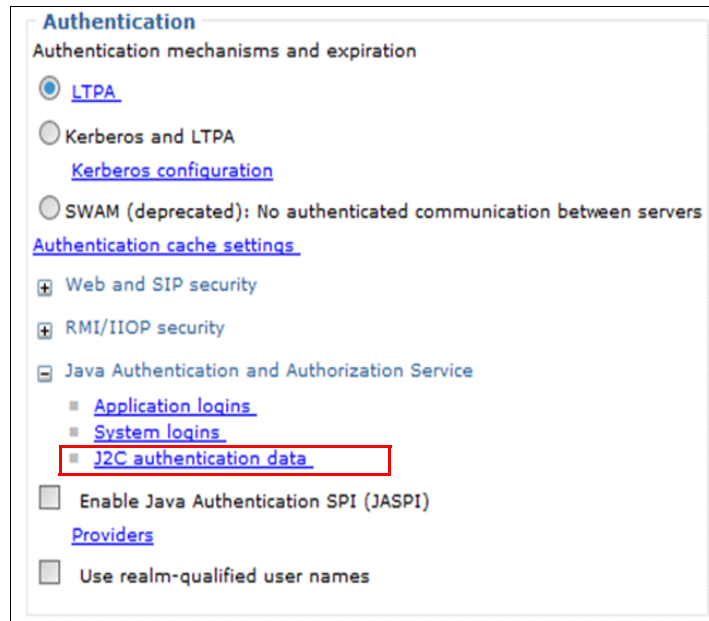 Authentication
Authentication mechanisms and expiration
LTPA
Kerberos and LTPA
Kerberos configuration
SWAM (deprecated): No authenticated communication between servers
Authentication cache settings
Web and SIP security
RMI/IIOP security
Java Authentication and Authorization Service
Application logins
System logins
J2C authentication data
Enable Java Authentication SPI (JASPI)
Providers
Use realm-qualified user names